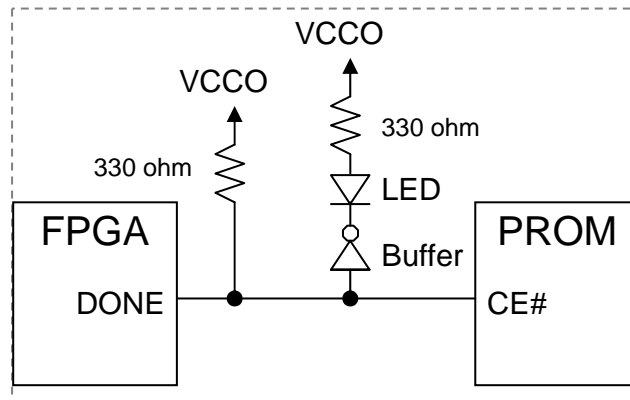 VCCO
VCCO
330 ohm
330 ohm
LED
FPGA
PROM
Buffer
DONE
CE#